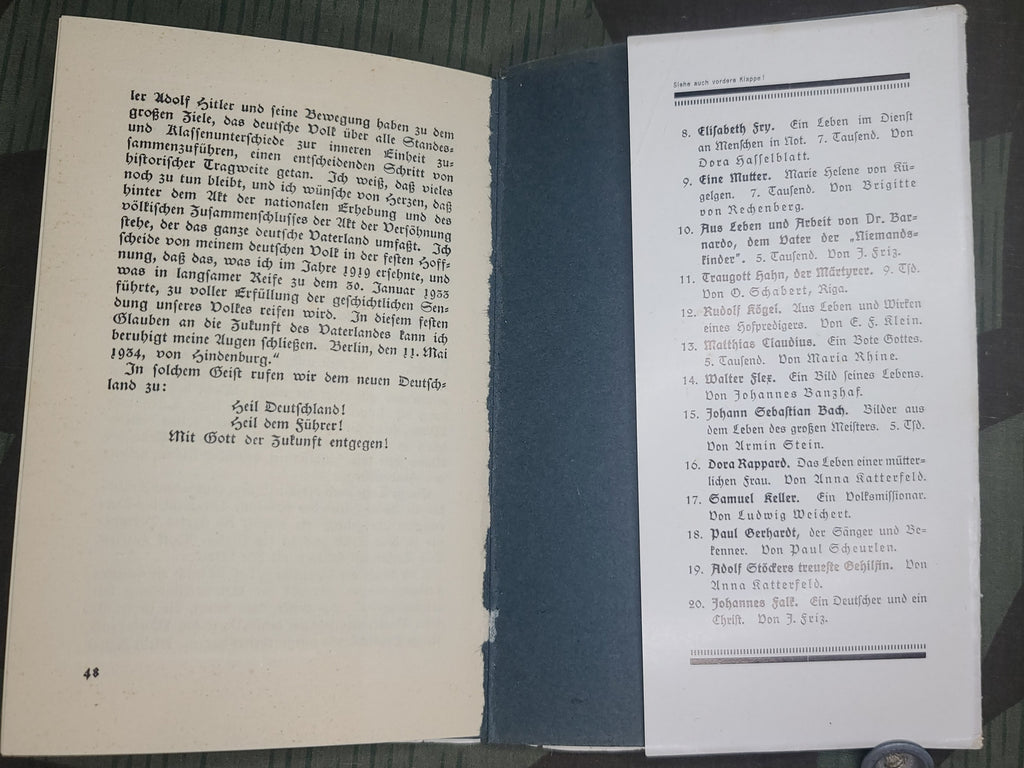 ler Adolf Hitler und seine Bewegung haben zu dem
großen Ziele, das deutsche Volk über alle Standes-
und Klassenunterschiede zur inneren Einheit zu-
sammenzuführen, einen entscheidenden Schritt von
historischer Tragweite getan. Ich weiß, daß vieles
noch zu tun bleibt, und ich wünsche von Herzen, daß
hinter dem Akt der nationalen Erhebung und des
völkischen Zusammenschlusses der Akt der Versöhnung
stehe, der das ganze deutsche Vaterland umfaßt. Ich
scheide von meinem deutschen Volk in der festen Hoff-
nung, daß das, was ich im Jahre 1919 ersehnte, und
was in langsamer Reife zu dem 30. Januar 1933
führte, zu voller Erfüllung der geschichtlichen Sen-
dung unseres Volkes reifen wird. In diesem festen
Glauben an die Zukunft des Vaterlandes kann ich
beruhigt meine Augen schließen. Berlin, den 11. Mai
1934, von Hindenburg.“
In solchem Geist rufen wir dem neuen Deutsch-
land zu:
Heil Deutschland!
Heil dem Führer!
Mit Gott der Zukunft entgegen!
48
Siehe auch vordere Klappe!
8. Elisabeth Fry. Ein Leben im Dienst
an Menschen in Not. 7. Tausend. Von
Dora Hasselblatt.
9. Eine Mutter. Marie Helene von Kü-
gelgen. 7. Tausend. Von Brigitte
von Rechenberg.
10. Aus Leben und Arbeit von Dr. Bar-
nardo, dem Vater der „Niemands-
kinder“. 5. Tausend. Von J. Friz.
11. Traugott Hahn, der Märtyrer. 9. Tsd.
Von O. Schabert, Riga.
12. Rudolf Kögel. Aus Leben und Wirken
eines Hofpredigers. Von E. F. Klein.
13. Matthias Claudius. Ein Bote Gottes.
5. Tausend. Von Maria Rhine.
14. Walter Flex. Ein Bild seines Lebens.
Von Johannes Banzhaf.
15. Johann Sebastian Bach. Bilder aus
dem Leben des großen Meisters. 5. Tsd.
Von Armin Stein.
16. Dora Rappard. Das Leben einer mütter-
lichen Frau. Von Anna Katterfeld.
17. Samuel Keller. Ein Volksmissionar.
Von Ludwig Weichert.
18. Paul Gerhardt, der Sänger und Be-
kenner. Von Paul Scheurlen.
19. Adolf Stöckers treueste Gehilfin. Von
Anna Katterfeld.
20. Johannes Falk. Ein Deutscher und ein
Christ. Von J. Friz.